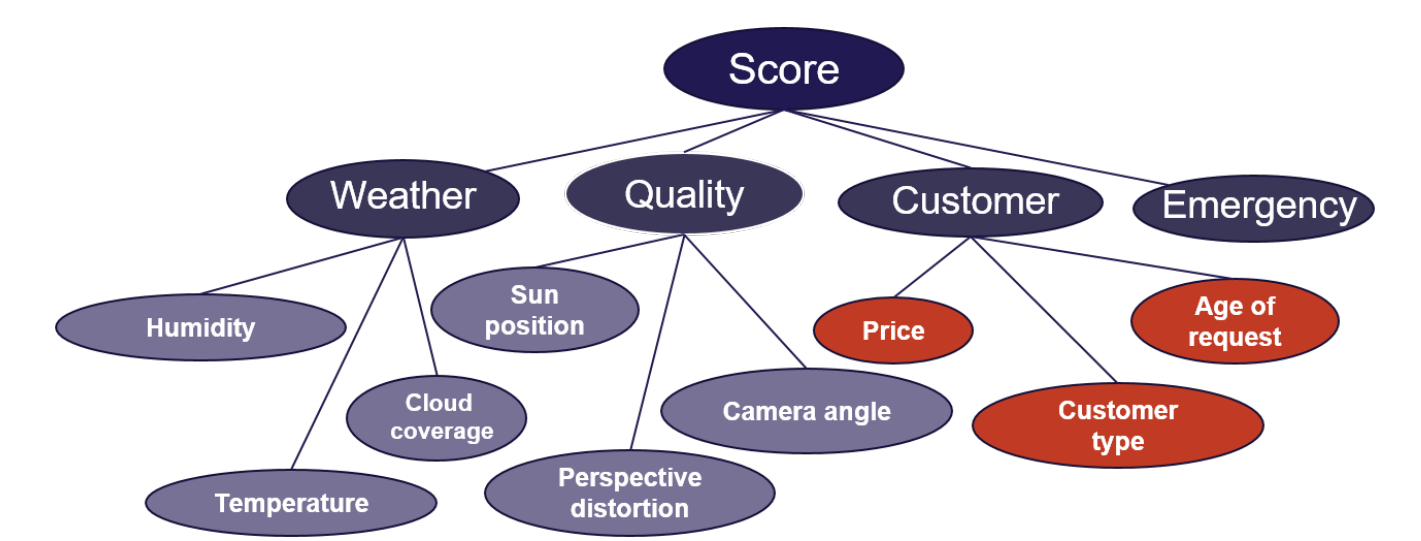 Score
Weather
Quality
Customer
Emergency
Humidity
Sun
position
Price
Age of
request
Cloud
coverage
Camera angle
Customer
type
Temperature
Perspective
distortion